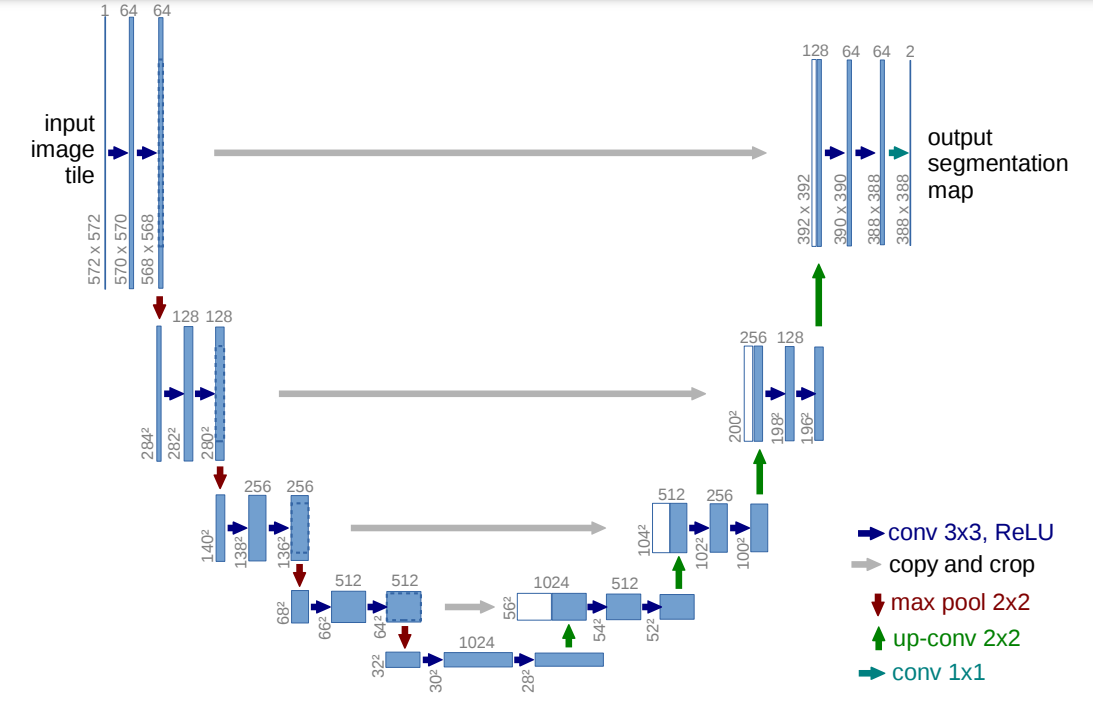 1 64 64
input
image
tile
572 x 572
570 x 570
568 x 568
128 64 64 2
output
segmentation
map
392 x 392
390 x 390
388 x 388
388 x 388
128 128
284²
282²
280²
256 128
200²
198²
196²
256 256
140²
138²
136²
512 256
104²
102²
100²
512 512
68²
66²
64²
1024 512
56²
54²
52²
1024
32²
30²
28²
conv 3x3, ReLU
copy and crop
max pool 2x2
up-conv 2x2
conv 1x1